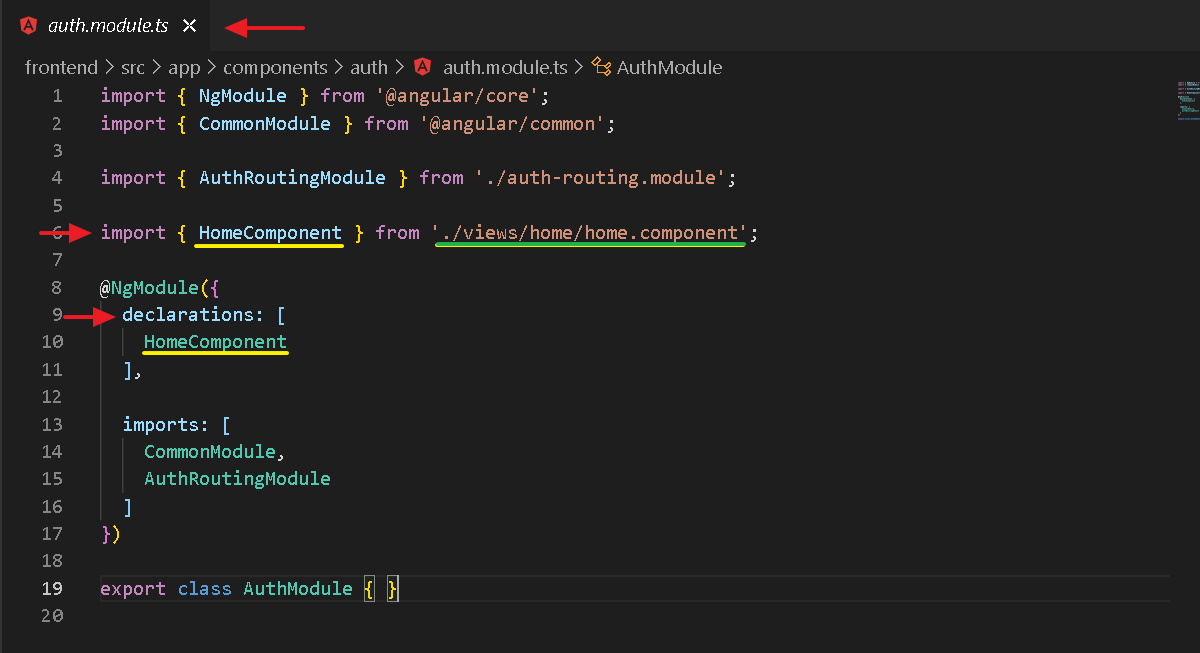 auth.module.ts ×
frontend > src > app > components > auth > auth.module.ts > AuthModule
1 import { NgModule } from '@angular/core';
2 import { CommonModule } from '@angular/common';
3
4 import { AuthRoutingModule } from './auth-routing.module';
5
6 import { HomeComponent } from './views/home/home.component';
7
8 @NgModule({
9 declarations: [
10 HomeComponent
11 ],
12
13 imports: [
14 CommonModule,
15 AuthRoutingModule
16 ]
17 })
18
19 export class AuthModule { }
20